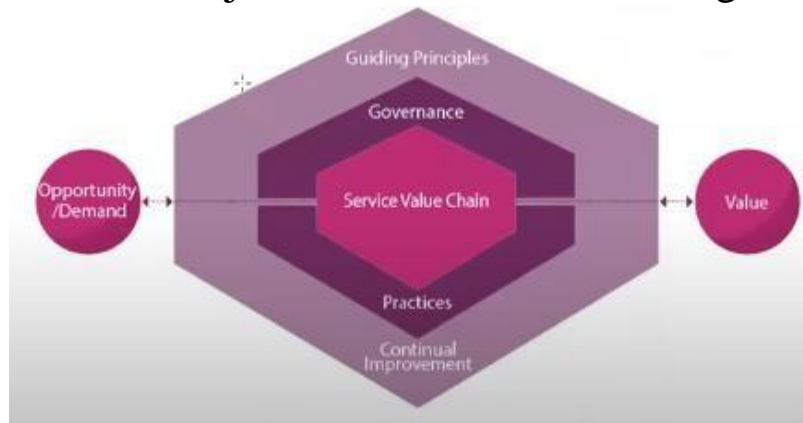 Guiding Principles
Governance
Opportunity
/Demand
Service Value Chain
Value
Practices
Continual
Improvement